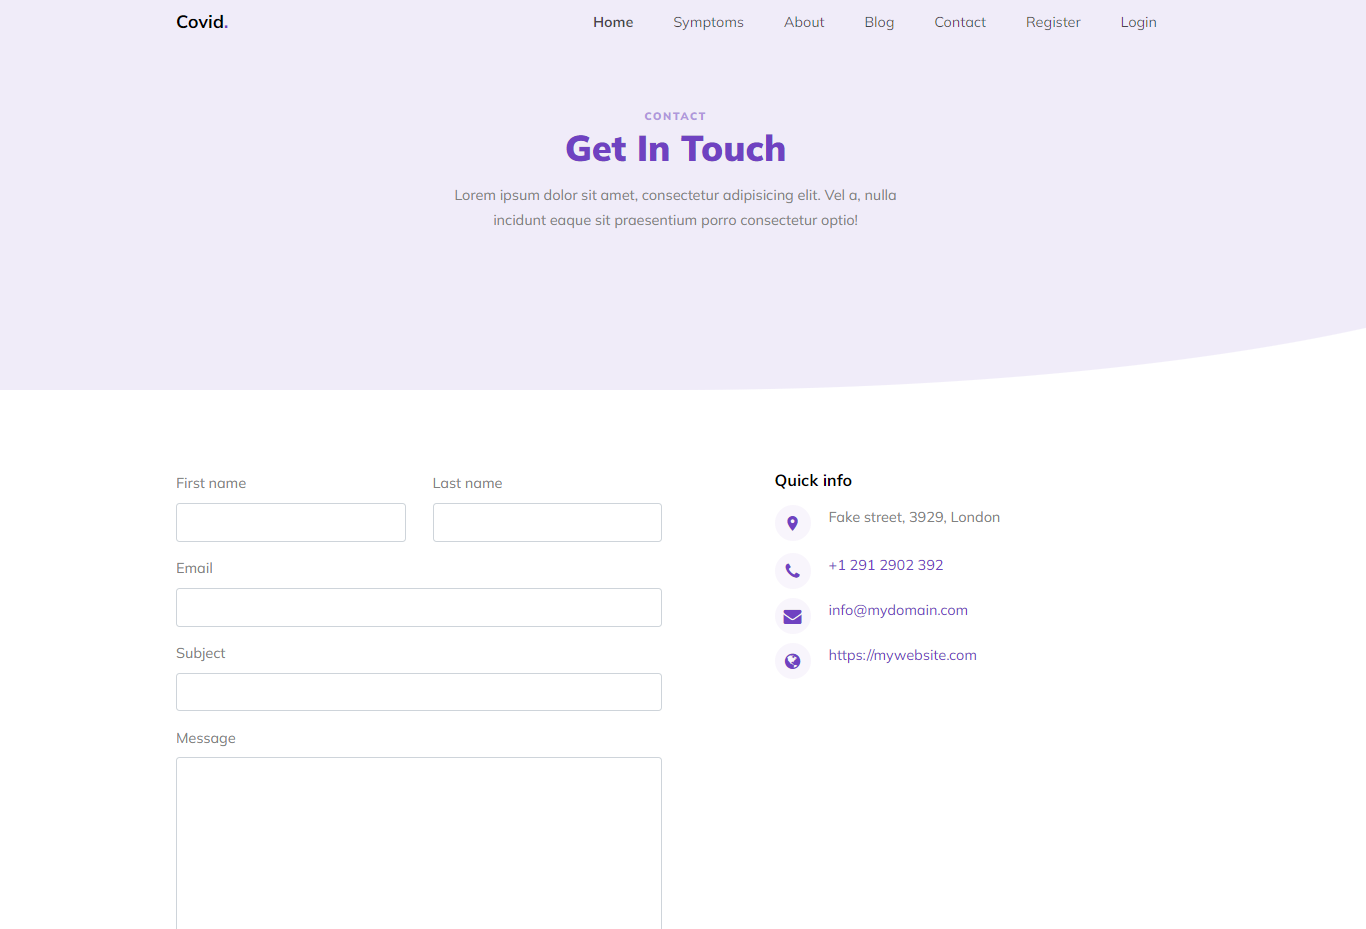 Covid.
Home Symptoms About Blog Contact Register Login
CONTACT
Get In Touch
Lorem ipsum dolor sit amet, consectetur adipisicing elit. Vel a, nulla
incidunt eaque sit praesentium porro consectetur optio!
First name
Last name
Email
Subject
Message
Quick info
Fake street, 3929, London
+1 291 2902 392
info@mydomain.com
https://mywebsite.com